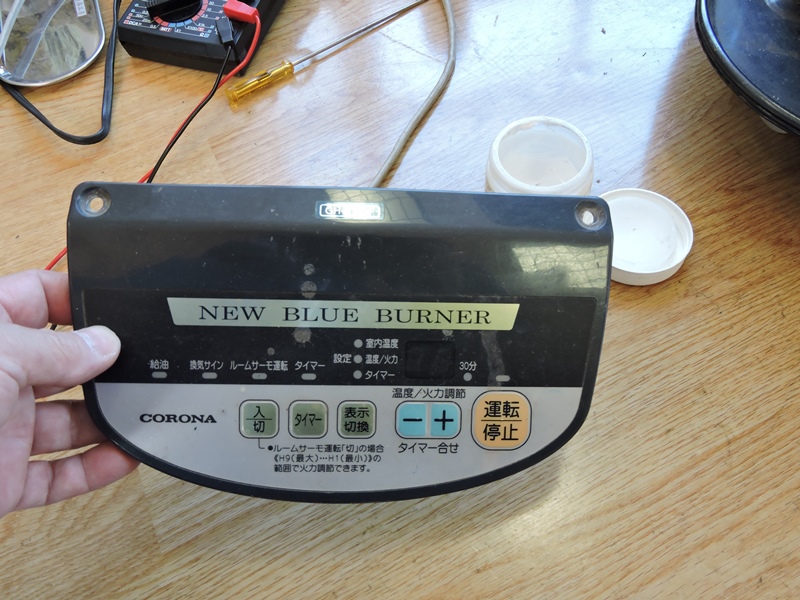 NEW BLUE BURNER
室内温度
設定
温度/火力
タイマー
給油
換気サイン
ルームサーモ運転
タイマー
30分
温度/火力調節
CORONA
入
切
タイマー
表示
切換
− +
運転
停止
タイマー合せ
●ルームサーモ運転「切」の場合
《H9(最大)…H1(最小)》の
範囲で火力調節できます。